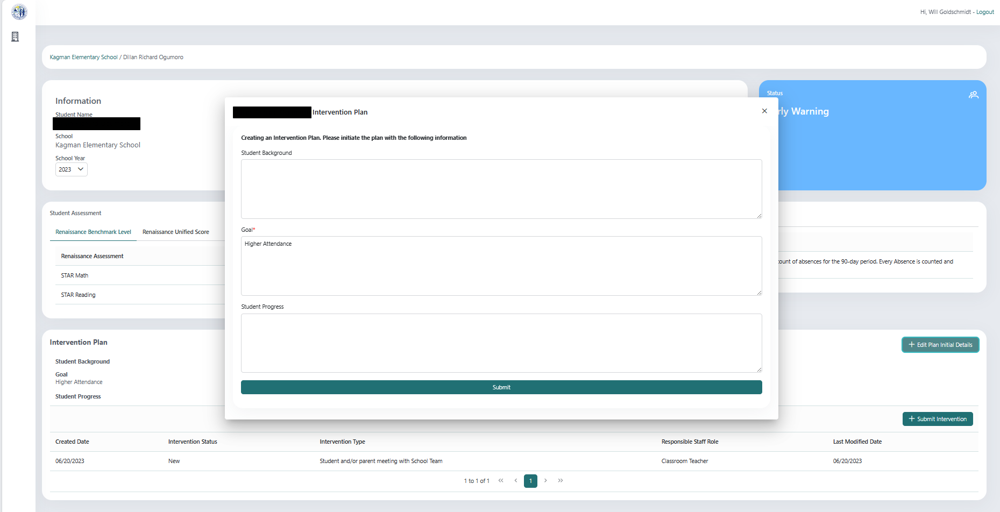 Hi, Will Goldschmidt - Logout
Kagman Elementary School / Dillan Richard Ogumoro
Information
Student Name
School
Kagman Elementary School
School Year
2023
Status
rly Warning
Intervention Plan
Creating an Intervention Plan. Please initiate the plan with the following information
Student Background
Goal*
Higher Attendance
Student Progress
Submit
Student Assessment
Renaissance Benchmark Level Renaissance Unified Score
Renaissance Assessment
STAR Math
STAR Reading
ount of absences for the 90-day period. Every Absence is counted and
Intervention Plan
+ Edit Plan Initial Details
Student Background
Goal
Higher Attendance
Student Progress
+ Submit Intervention
Created Date Intervention Status Intervention Type Responsible Staff Role Last Modified Date
06/20/2023 New Student and/or parent meeting with School Team Classroom Teacher 06/20/2023
1 to 1 of 1 << < 1 > >>